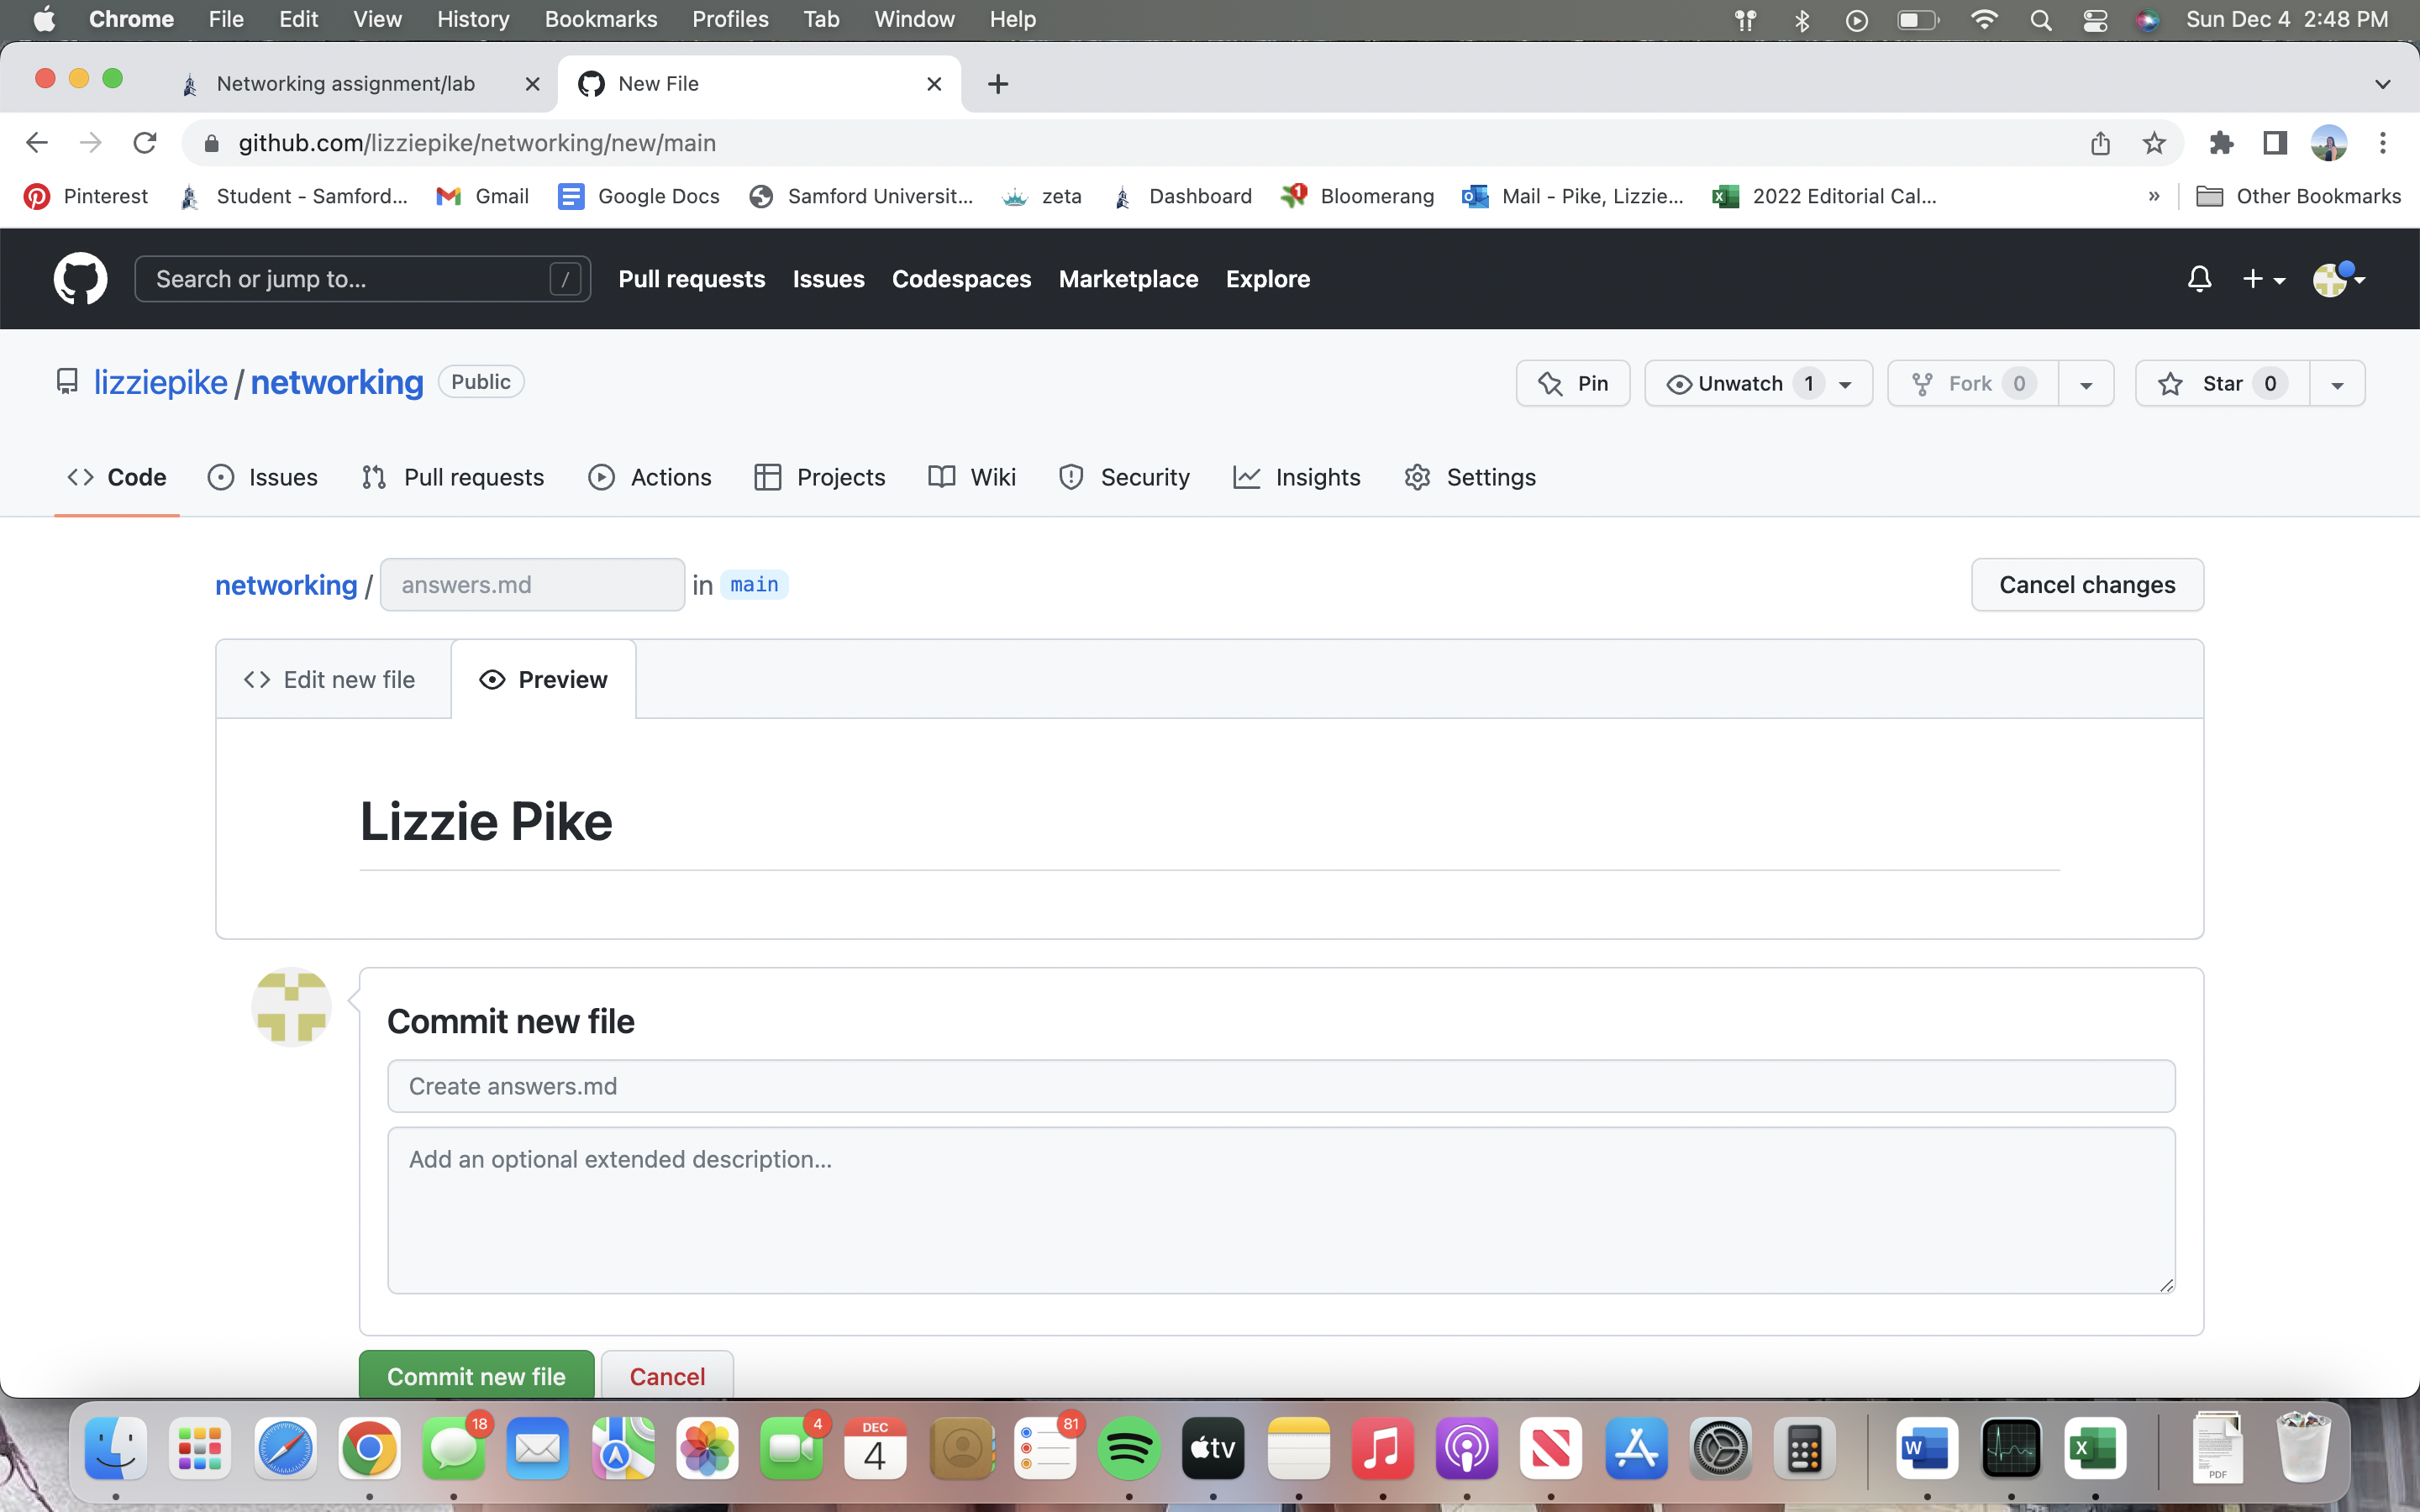 Chrome File Edit View History Bookmarks Profiles Tab Window Help Sun Dec 4 2:48 PM
Networking assignment/lab New File
github.com/lizziepike/networking/new/main
Pinterest Student - Samford... Gmail Google Docs Samford Universit... zeta Dashboard 1 Bloomerang Mail - Pike, Lizzie... 2022 Editorial Cal... » Other Bookmarks
Search or jump to... / Pull requests Issues Codespaces Marketplace Explore
lizziepike / networking Public Pin Unwatch 1 Fork 0 Star 0
Code Issues Pull requests Actions Projects Wiki Security Insights Settings
networking / answers.md in main Cancel changes
Edit new file Preview
Lizzie Pike
Commit new file
Create answers.md
Add an optional extended description...
Commit new file Cancel
18 4 DEC 4 81 tv W X PDF